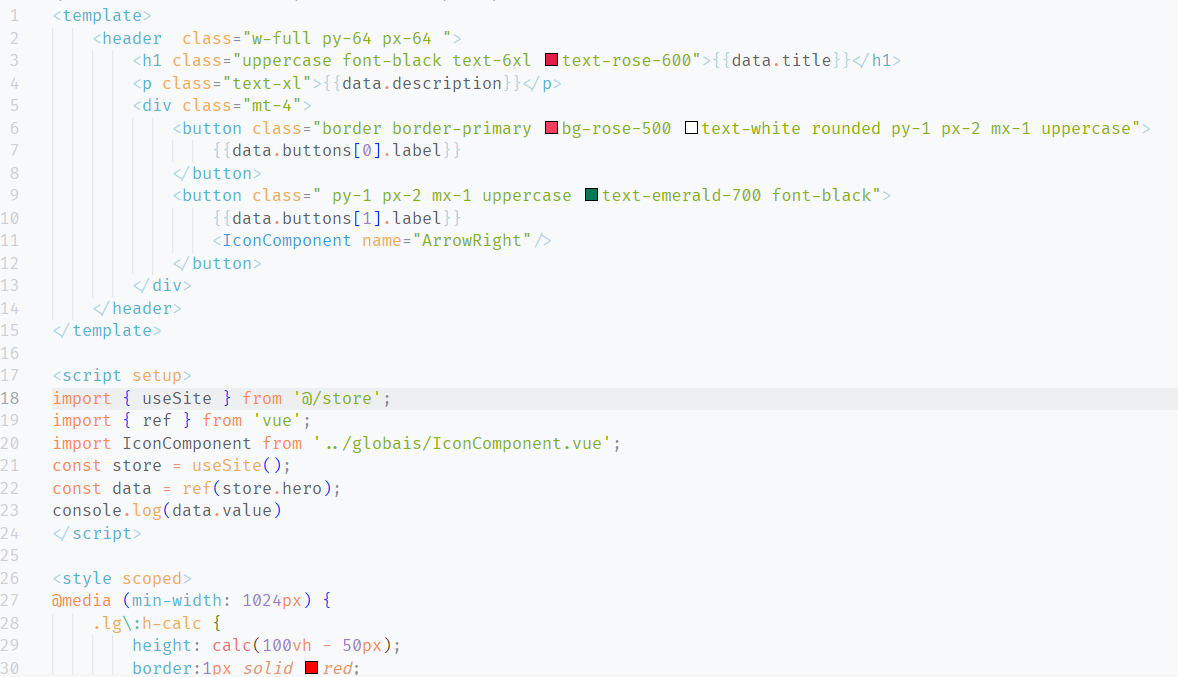 1 <template>
2 <header  class="w-full py-64 px-64 ">
3 <h1 class="uppercase font-black text-6xl text-rose-600">{{data.title}}</h1>
4 <p class="text-xl">{{data.description}}</p>
5 <div class="mt-4">
6 <button class="border border-primary bg-rose-500 text-white rounded py-1 px-2 mx-1 uppercase">
7 {{data.buttons[0].label}}
8 </button>
9 <button class=" py-1 px-2 mx-1 uppercase text-emerald-700 font-black">
10 {{data.buttons[1].label}}
11 <IconComponent name="ArrowRight"/>
12 </button>
13 </div>
14 </header>
15 </template>
16
17 <script setup>
18 import { useSite } from '@/store';
19 import { ref } from 'vue';
20 import IconComponent from '../globais/IconComponent.vue';
21 const store = useSite();
22 const data = ref(store.hero);
23 console.log(data.value)
24 </script>
25
26 <style scoped>
27 @media (min-width: 1024px) {
28 .lg\:h-calc {
29 height: calc(100vh - 50px);
30 border:1px solid red;